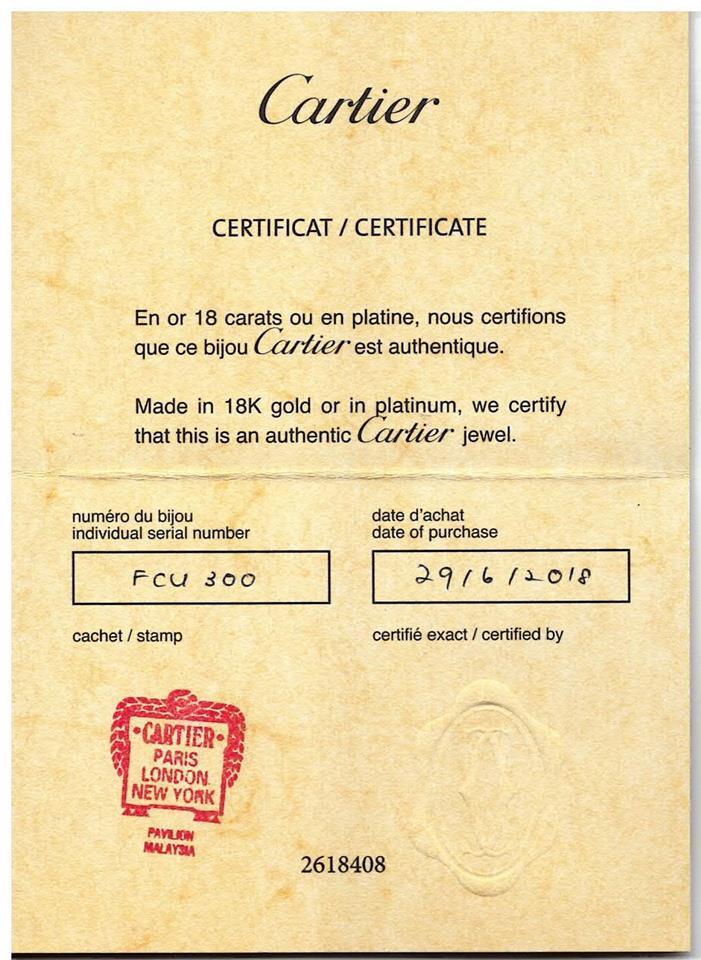 Cartier
CERTIFICAT / CERTIFICATE
En or 18 carats ou en platine, nous certifions
que ce bijou Cartier est authentique.
Made in 18K gold or in platinum, we certify
that this is an authentic Cartier jewel.
numéro du bijou
individual serial number
FCU 300
date d'achat
date of purchase
29/6/2018
cachet / stamp
certifié exact / certified by
·CARTIER·
PARIS
LONDON
NEW YORK
PAVILION
MALAYSIA
2618408